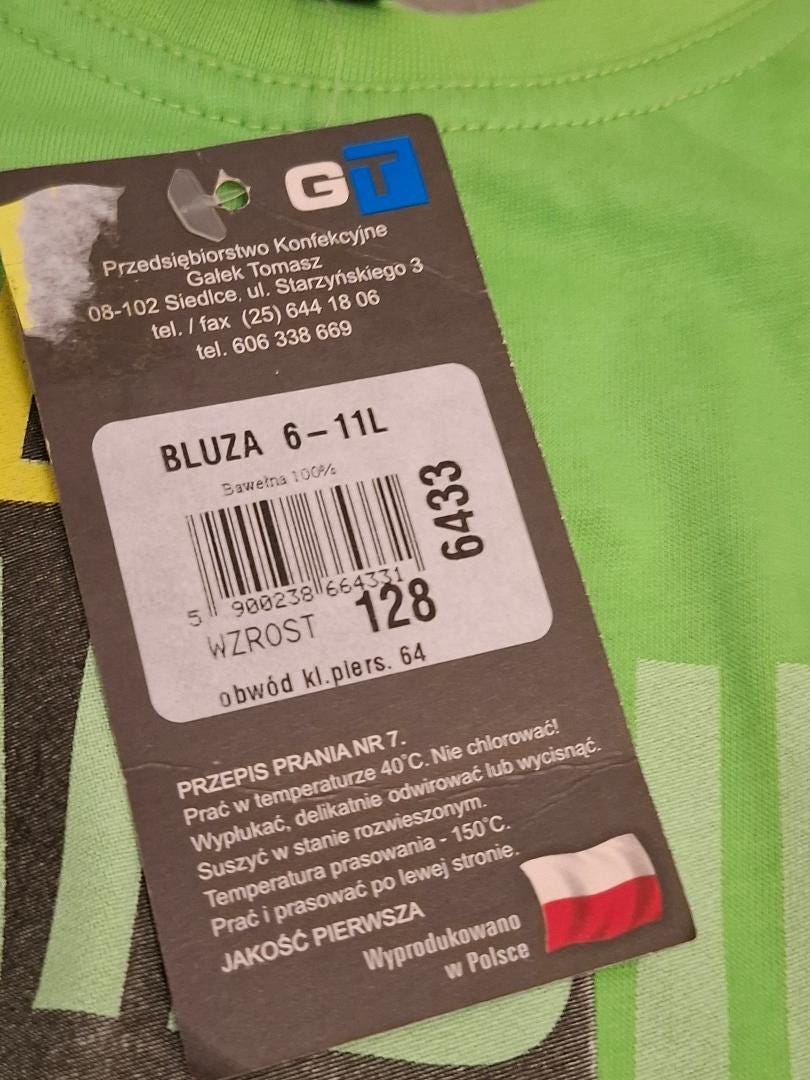 GT
Przedsiębiorstwo Konfekcyjne
Gałek Tomasz
08-102 Siedlce, ul. Starzyńskiego 3
tel. / fax (25) 644 18 06
tel. 606 338 669
BLUZA 6-11L
Bawełna 100%
6433
5 900238 664331
WZROST 128
obwód kl.piers. 64
PRZEPIS PRANIA NR 7.
Prać w temperaturze 40°C. Nie chlorować!
Wypłukać, delikatnie odwirować lub wycisnąć.
Suszyć w stanie rozwieszonym.
Temperatura prasowania - 150°C.
Prać i prasować po lewej stronie.
JAKOŚĆ PIERWSZA
Wyprodukowano
w Polsce